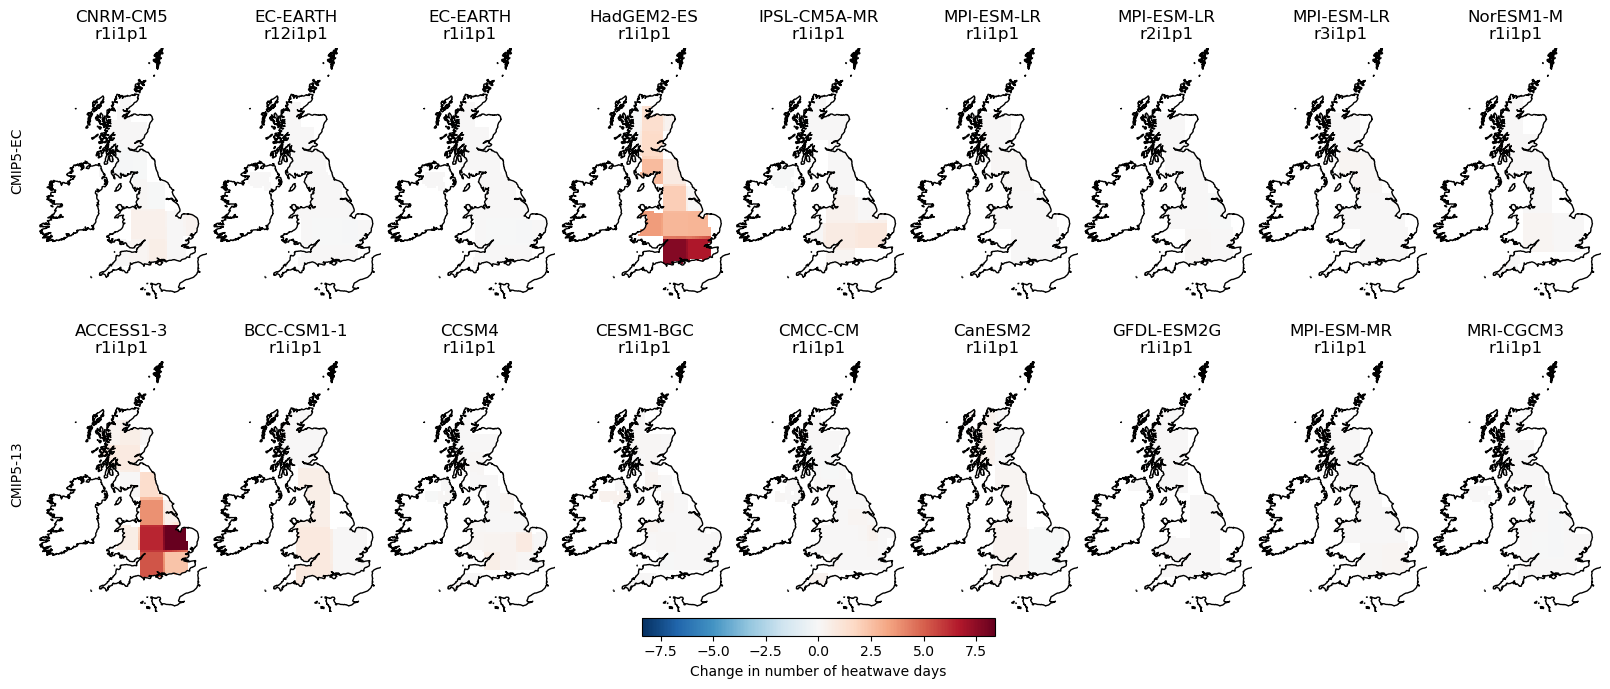 CNRM-CM5 EC-EARTH EC-EARTH HadGEM2-ES IPSL-CM5A-MR MPI-ESM-LR MPI-ESM-LR MPI-ESM-LR NorESM1-M
r1i1p1 r12i1p1 r1i1p1 r1i1p1 r1i1p1 r1i1p1 r2i1p1 r3i1p1 r1i1p1
CMIP5-EC
ACCESS1-3 BCC-CSM1-1 CCSM4 CESM1-BGC CMCC-CM CanESM2 GFDL-ESM2G MPI-ESM-MR MRI-CGCM3
r1i1p1 r1i1p1 r1i1p1 r1i1p1 r1i1p1 r1i1p1 r1i1p1 r1i1p1 r1i1p1
CMIP5-13
−7.5 −5.0 −2.5 0.0 2.5 5.0 7.5
Change in number of heatwave days